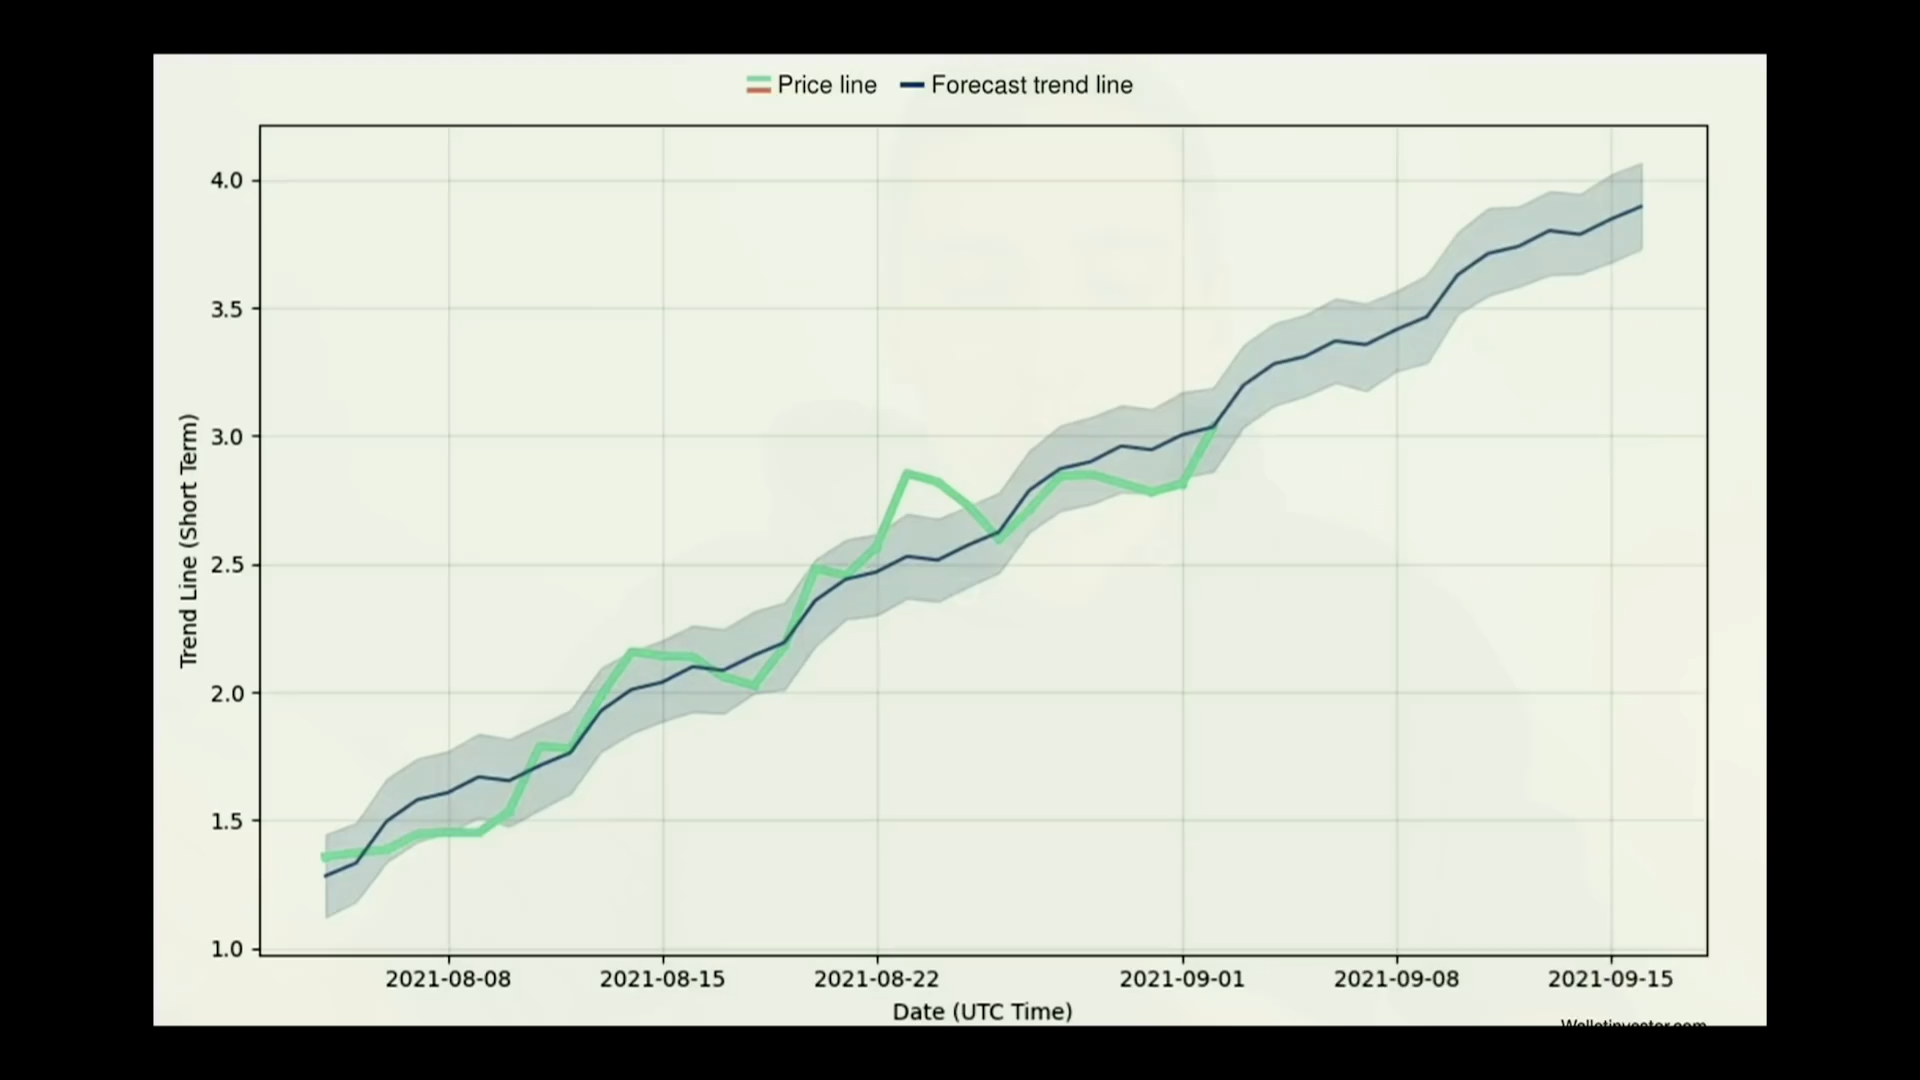 Price line Forecast trend line
4.0
3.5
3.0
2.5
2.0
1.5
1.0
Trend Line (Short Term)
2021-08-08 2021-08-15 2021-08-22 2021-09-01 2021-09-08 2021-09-15
Date (UTC Time)
Walletinvestor.com